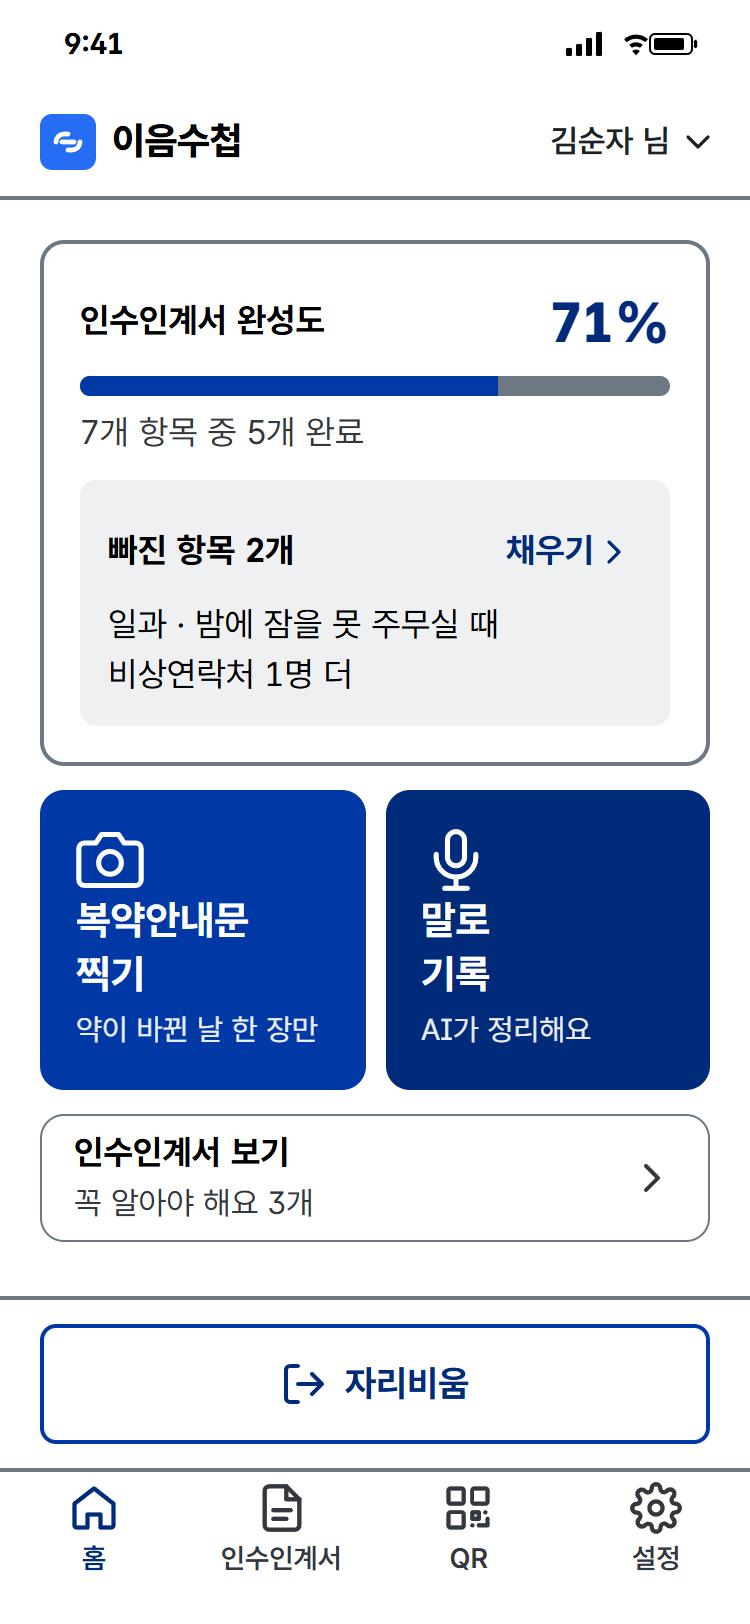 9:41
이음수첩
김순자 님
인수인계서 완성도
71%
7개 항목 중 5개 완료
빠진 항목 2개
채우기
일과 · 밤에 잠을 못 주무실 때
비상연락처 1명 더
복약안내문
찍기
약이 바뀐 날 한 장만
말로
기록
AI가 정리해요
인수인계서 보기
꼭 알아야 해요 3개
자리비움
홈
인수인계서
QR
설정